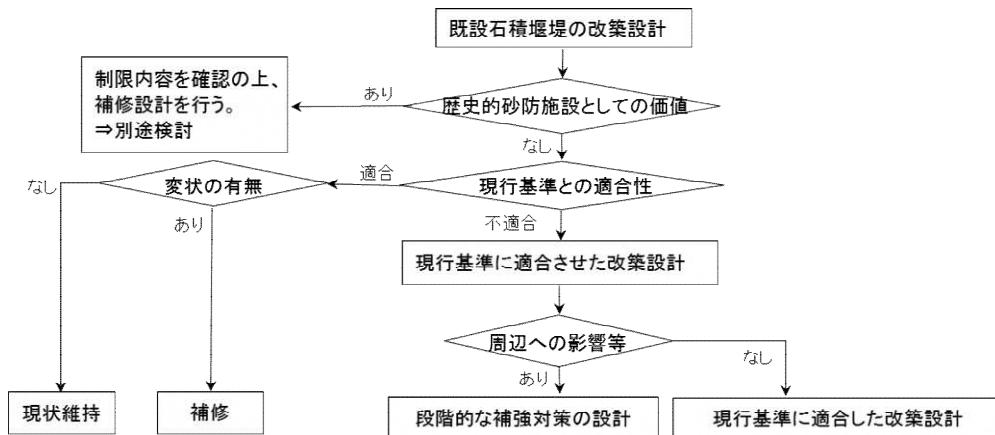 既設石積堰堤の改築設計
制限内容を確認の上、
補修設計を行う。
⇒別途検討
あり
歴史的砂防施設としての価値
なし
なし
変状の有無
適合
現行基準との適合性
あり
不適合
現行基準に適合させた改築設計
周辺への影響等
なし
あり
現状維持
補修
段階的な補強対策の設計
現行基準に適合した改築設計